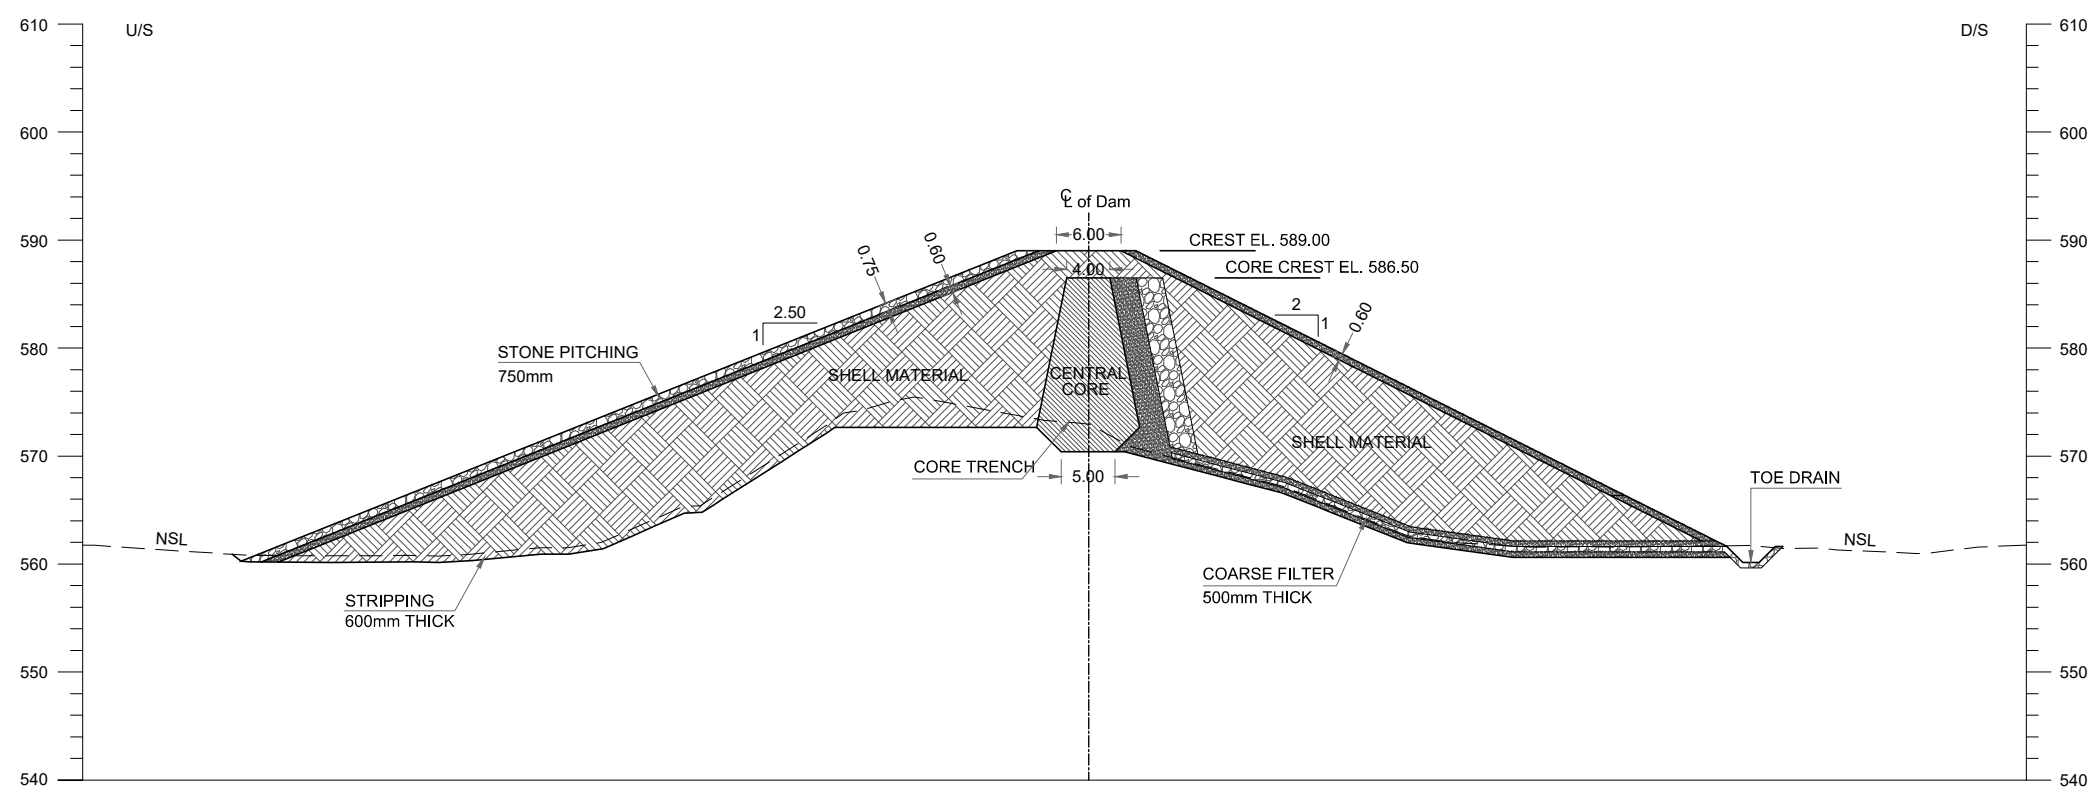 610
U/S
D/S
610
600
600
℄ of Dam
590
6.00
CREST EL. 589.00
590
0.75
0.60
4.00
CORE CREST EL. 586.50
2.50
1
2
1
0.60
580
STONE PITCHING
750mm
580
SHELL MATERIAL
CENTRAL
CORE
SHELL MATERIAL
570
CORE TRENCH
5.00
TOE DRAIN
570
NSL
NSL
560
COARSE FILTER
500mm THICK
560
STRIPPING
600mm THICK
550
550
540
540